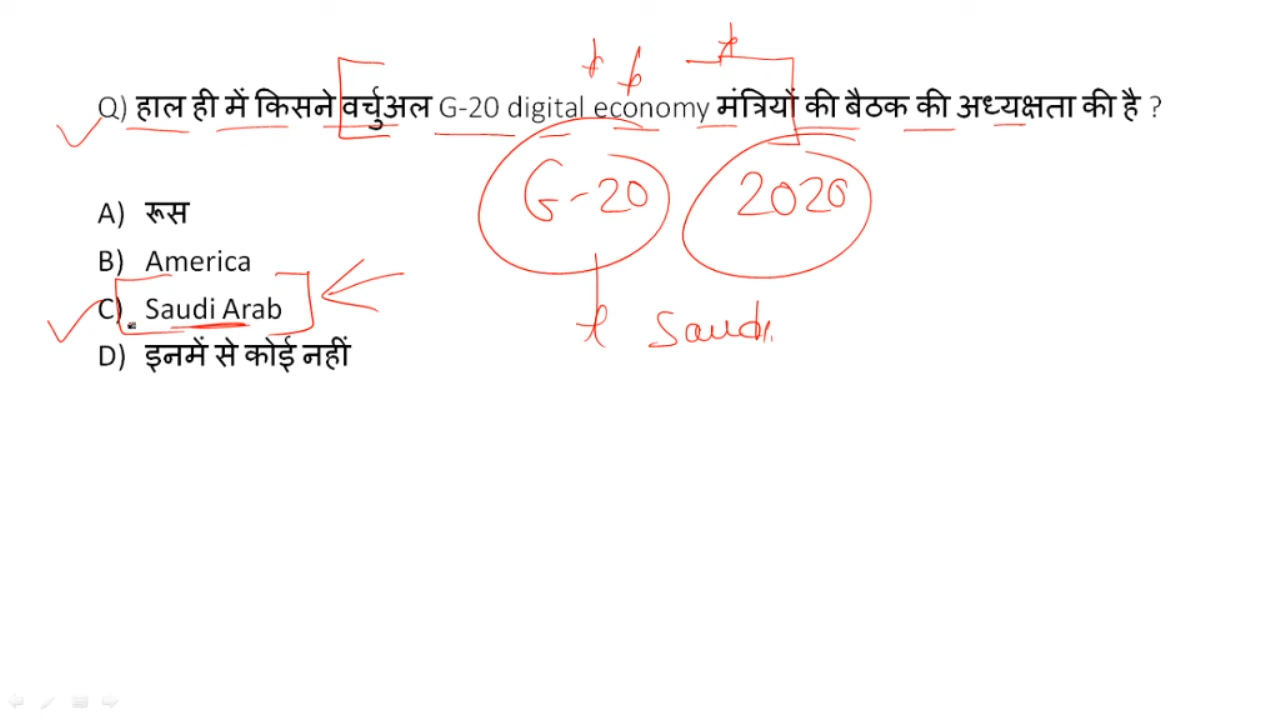 Q) हाल ही में किसने वर्चुअल G-20 digital economy मंत्रियों की बैठक की अध्यक्षता की है ?
G-20 2020
A) रूस
B) America
C) Saudi Arab
Saudi
D) इनमें से कोई नहीं